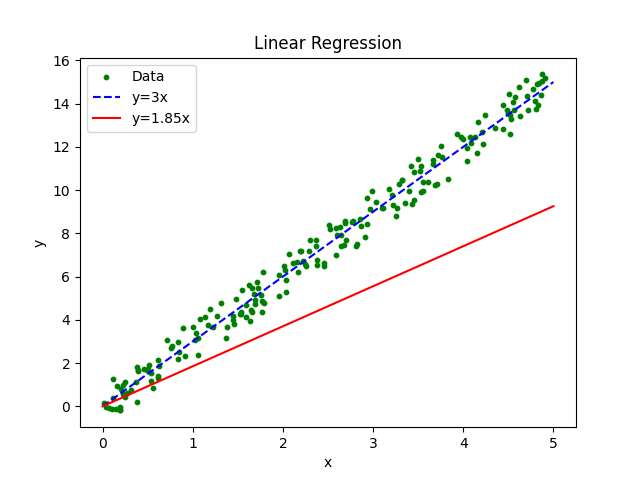 Linear Regression
Data
y=3x
y=1.85x
16
14
12
10
8
6
4
2
0
y
0 1 2 3 4 5
x